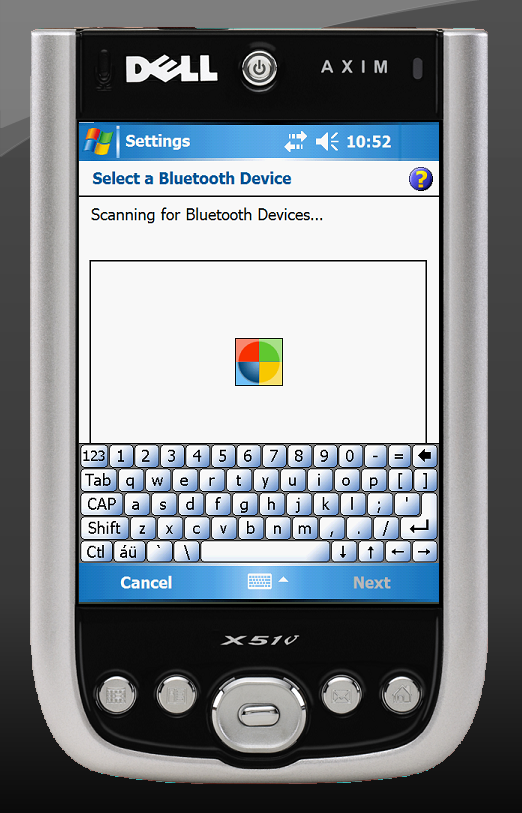 DELL AXIM
Settings 10:52
Select a Bluetooth Device ?
Scanning for Bluetooth Devices...
123 1 2 3 4 5 6 7 8 9 0 - =
Tab q w e r t y u i o p [ ]
CAP a s d f g h j k l ; '
Shift z x c v b n m , . /
Ctl áü ` \ ↓ ↑ ← →
Cancel Next
X51v